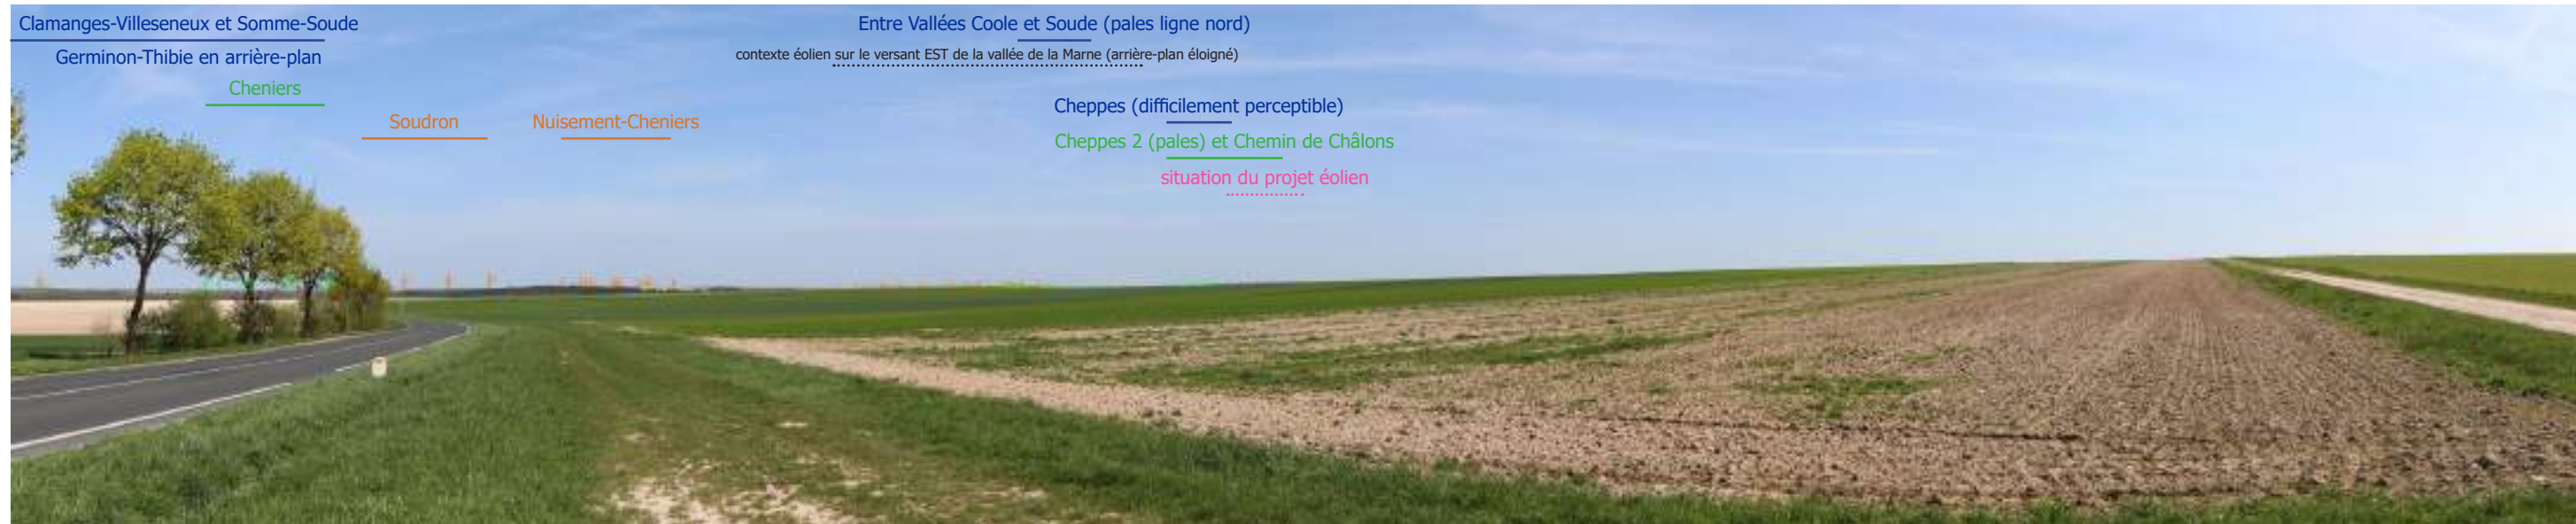 Clamanges-Villeseneux et Somme-Soude
Germinon-Thibie en arrière-plan
Cheniers
Soudron
Nuisement-Cheniers
Entre Vallées Coole et Soude (pales ligne nord)
contexte éolien sur le versant EST de la vallée de la Marne (arrière-plan éloigné)
Cheppes (difficilement perceptible)
Cheppes 2 (pales) et Chemin de Châlons
situation du projet éolien